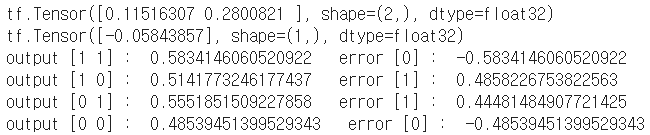 tf.Tensor([0.11516307 0.2800821 ], shape=(2,), dtype=float32)
tf.Tensor([-0.05843857], shape=(1,), dtype=float32)
output [1 1] :  0.5834146060520922   error [0] :  -0.5834146060520922
output [1 0] :  0.5141773246177437   error [1] :  0.4858226753822563
output [0 1] :  0.5551851509227858   error [1] :  0.44481484907721425
output [0 0] :  0.48539451399529343   error [0] :  -0.48539451399529343